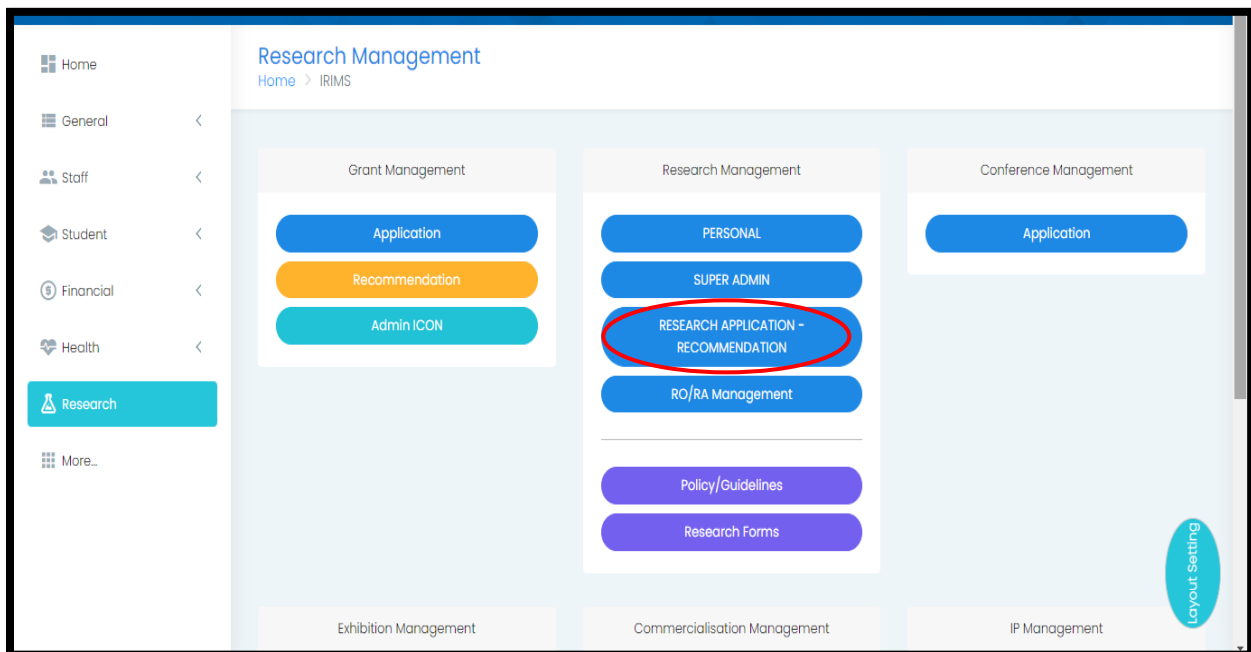 Home
General
Staff
Student
Financial
Health
Research
More...
Research Management
Home > IRIMS
Grant Management
Application
Recommendation
Admin ICON
Research Management
PERSONAL
SUPER ADMIN
RESEARCH APPLICATION -
RECOMMENDATION
RO/RA Management
Policy/Guidelines
Research Forms
Conference Management
Application
Exhibition Management
Commercialisation Management
IP Management
Layout Setting